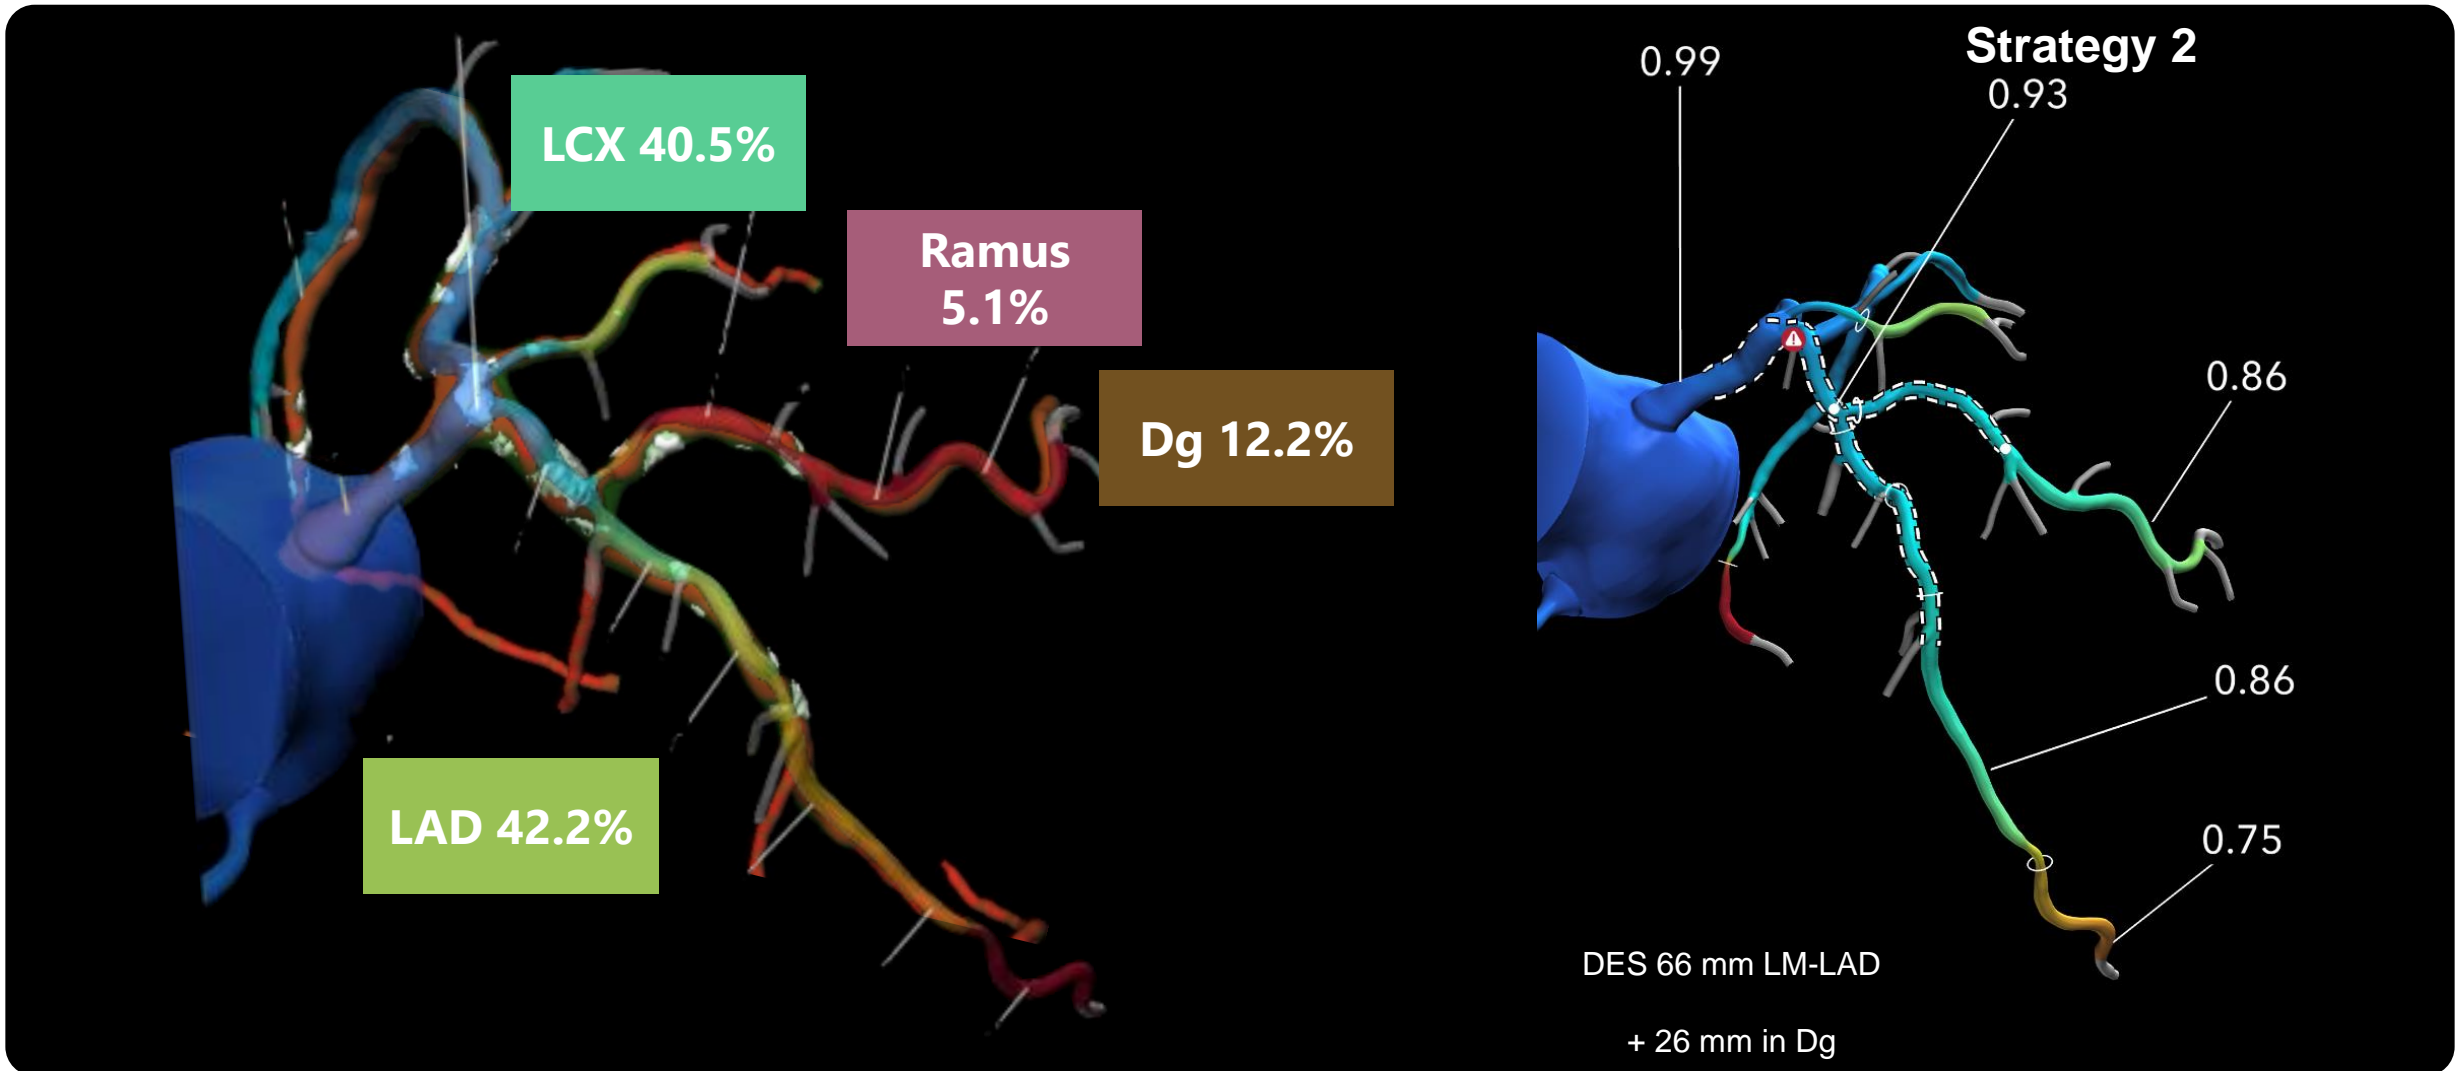 LCX 40.5%
Ramus
5.1%
Dg 12.2%
LAD 42.2%
Strategy 2
0.99
0.93
0.86
0.86
0.75
DES 66 mm LM-LAD
+ 26 mm in Dg